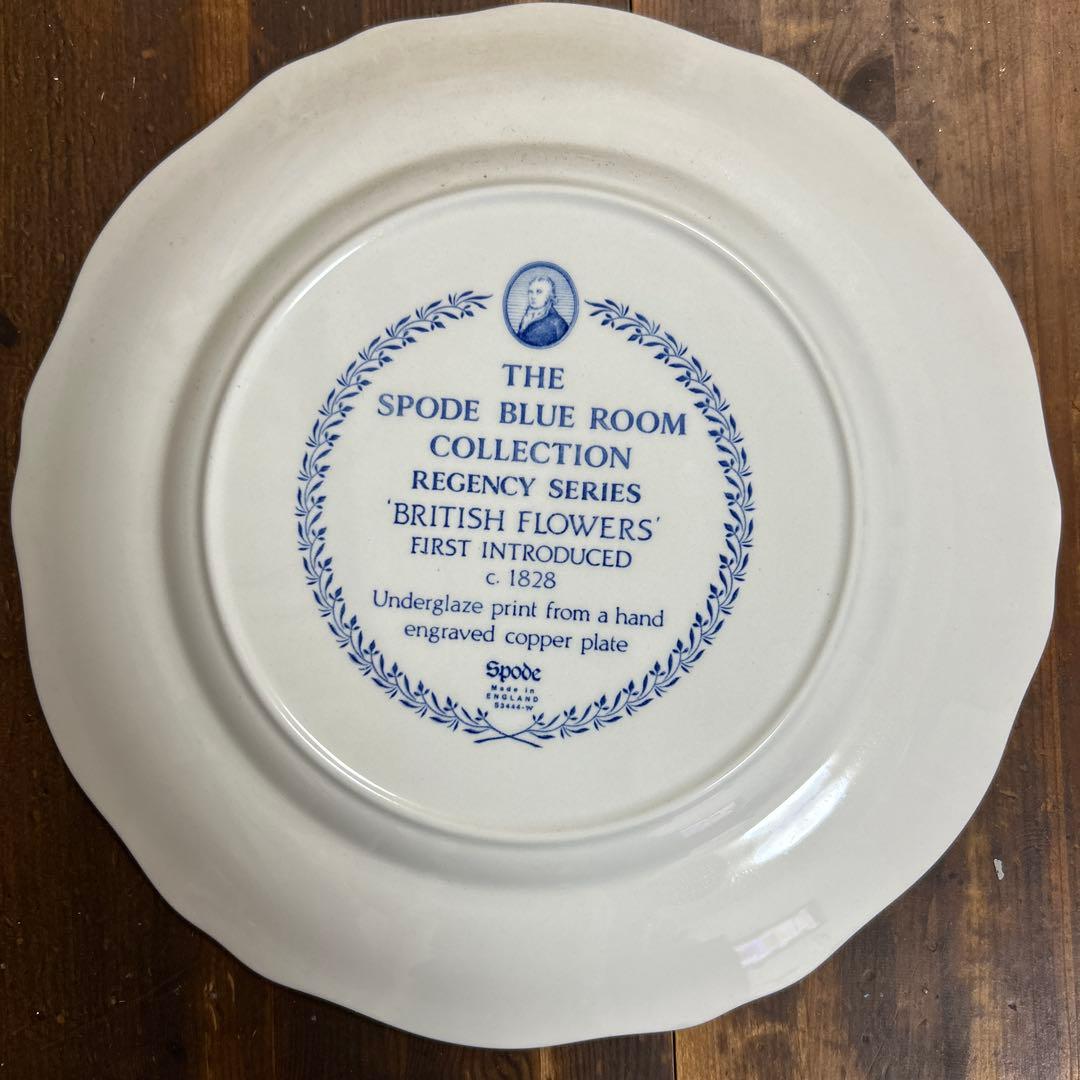 THE
SPODE BLUE ROOM
COLLECTION
REGENCY SERIES
'BRITISH FLOWERS'
FIRST INTRODUCED
c. 1828
Underglaze print from a hand
engraved copper plate
Spode
Made in
ENGLAND
S3444-W